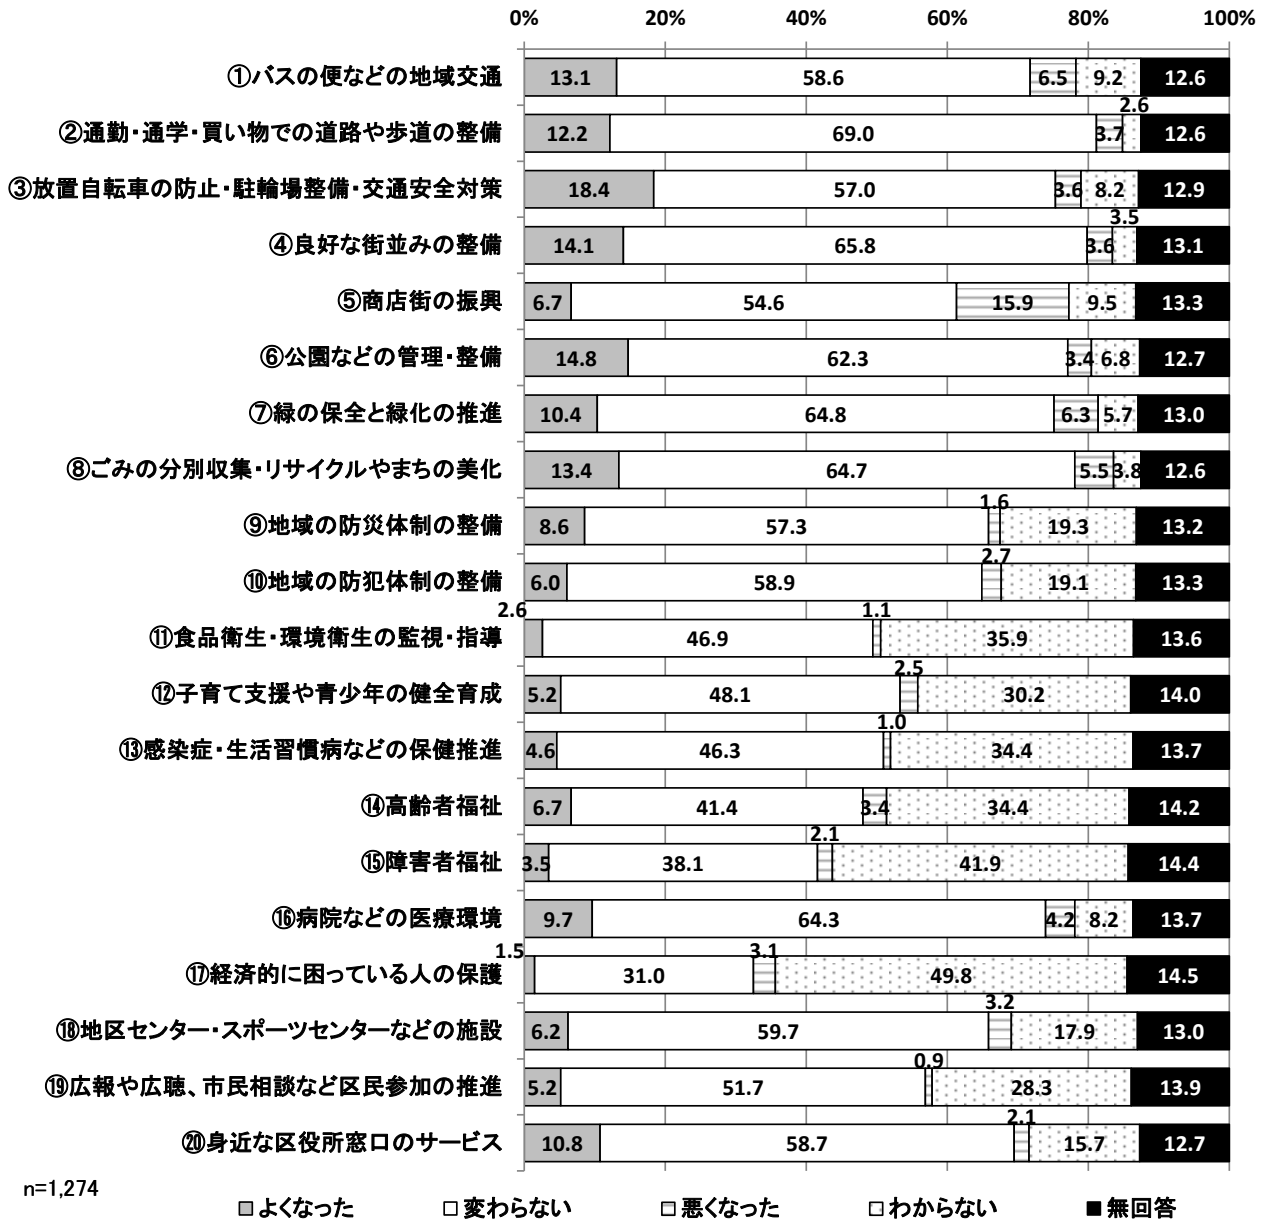 0% 20% 40% 60% 80% 100%
①バスの便などの地域交通 13.1 58.6 6.5 9.2 12.6
②通勤・通学・買い物での道路や歩道の整備 12.2 69.0 3.7 2.6 12.6
③放置自転車の防止・駐輪場整備・交通安全対策 18.4 57.0 3.6 8.2 12.9
④良好な街並みの整備 14.1 65.8 3.6 3.5 13.1
⑤商店街の振興 6.7 54.6 15.9 9.5 13.3
⑥公園などの管理・整備 14.8 62.3 3.4 6.8 12.7
⑦緑の保全と緑化の推進 10.4 64.8 6.3 5.7 13.0
⑧ごみの分別収集・リサイクルやまちの美化 13.4 64.7 5.5 3.8 12.6
⑨地域の防災体制の整備 8.6 57.3 1.6 19.3 13.2
⑩地域の防犯体制の整備 6.0 58.9 2.7 19.1 13.3
⑪食品衛生・環境衛生の監視・指導 2.6 46.9 1.1 35.9 13.6
⑫子育て支援や青少年の健全育成 5.2 48.1 2.5 30.2 14.0
⑬感染症・生活習慣病などの保健推進 4.6 46.3 1.0 34.4 13.7
⑭高齢者福祉 6.7 41.4 3.4 34.4 14.2
⑮障害者福祉 3.5 38.1 2.1 41.9 14.4
⑯病院などの医療環境 9.7 64.3 4.2 8.2 13.7
⑰経済的に困っている人の保護 1.5 31.0 3.1 49.8 14.5
⑱地区センター・スポーツセンターなどの施設 6.2 59.7 3.2 17.9 13.0
⑲広報や広聴、市民相談など区民参加の推進 5.2 51.7 0.9 28.3 13.9
⑳身近な区役所窓口のサービス 10.8 58.7 2.1 15.7 12.7
n=1,274
よくなった 変わらない 悪くなった わからない 無回答